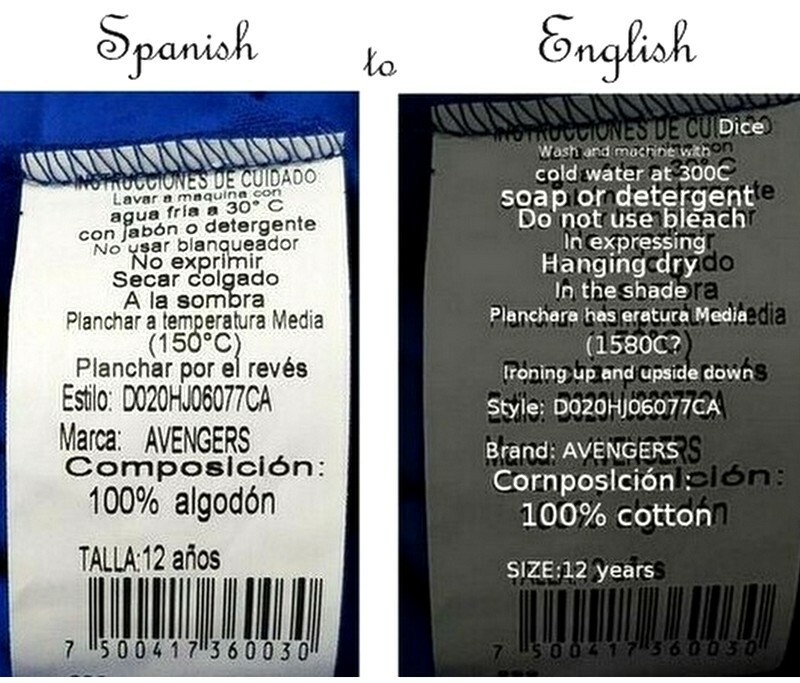 Spanish to English
INSTRUCCIONES DE CUIDADO
Lavar a maquina con
agua fria a 30° C
con jabón o detergente
No usar blanqueador
No exprimir
Secar colgado
A la sombra
Planchar a temperatura Media
(150°C)
Planchar por el revés
Estilo: D020HJ06077CA
Marca: AVENGERS
Composición:
100% algodón
TALLA:12 años
7 500417 360030
INSTRUCCIONES DE CUI
Dice
Wash and machine with
cold water at 300C
soap or detergent
Do not use bleach
In expressing
Hanging dry
In the shade
Planchara has eratura Media
(1580C?
Ironing up and upside down
Style: D020HJ06077CA
Brand: AVENGERS
Cornposlción :
100% cotton
SIZE:12 years
7 500417 360030